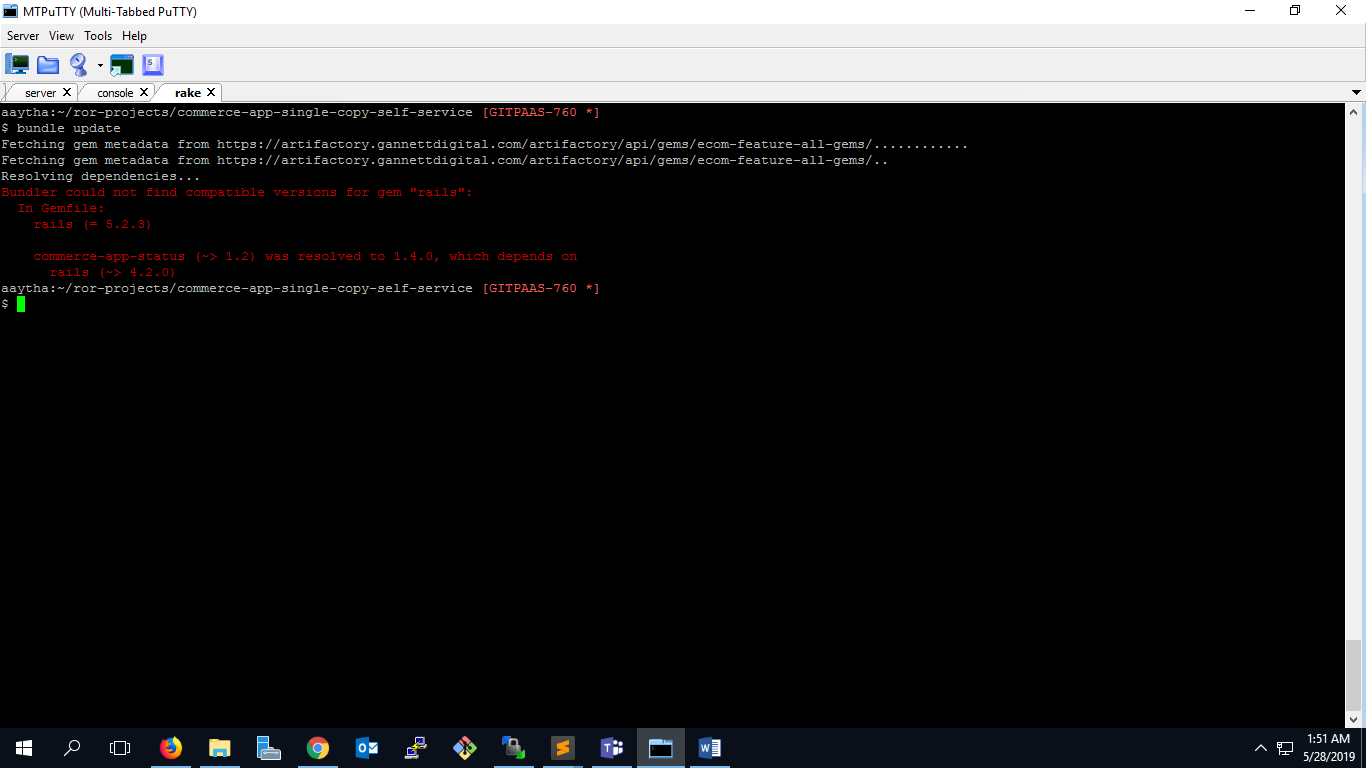 MTPuTTY (Multi-Tabbed PuTTY)
Server View Tools Help
server console rake
aaytha:~/ror-projects/commerce-app-single-copy-self-service [GITPAAS-760 *]
$ bundle update
Fetching gem metadata from https://artifactory.gannettdigital.com/artifactory/api/gems/ecom-feature-all-gems/............
Fetching gem metadata from https://artifactory.gannettdigital.com/artifactory/api/gems/ecom-feature-all-gems/..
Resolving dependencies...
Bundler could not find compatible versions for gem "rails":
In Gemfile:
rails (= 5.2.3)
commerce-app-status (~> 1.2) was resolved to 1.4.0, which depends on
rails (~> 4.2.0)
aaytha:~/ror-projects/commerce-app-single-copy-self-service [GITPAAS-760 *]
$
1:51 AM
5/28/2019